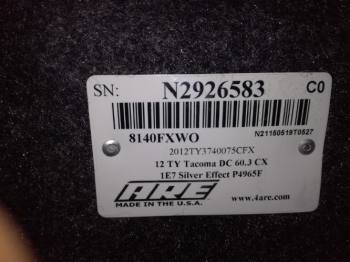 SN: N2926583 C0
8140FXWO N21150519T0527
2012TY3740075CFX
12 TY Tacoma DC 60.3 CX
1E7 Silver Effect P4965F
ARE
MADE IN THE U.S.A. www.4are.com